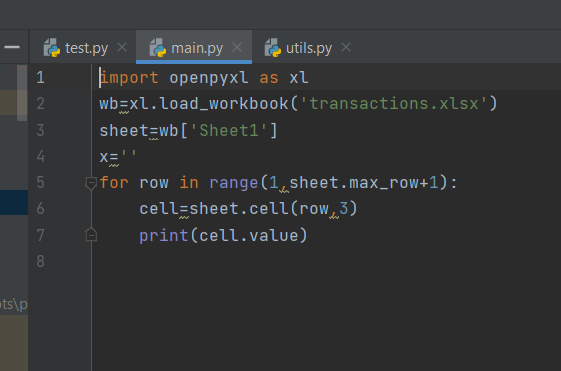 test.py main.py utils.py
1 import openpyxl as xl
2 wb=xl.load_workbook('transactions.xlsx')
3 sheet=wb['Sheet1']
4 x=''
5 for row in range(1,sheet.max_row+1):
6 cell=sheet.cell(row,3)
7 print(cell.value)
8
ots\p